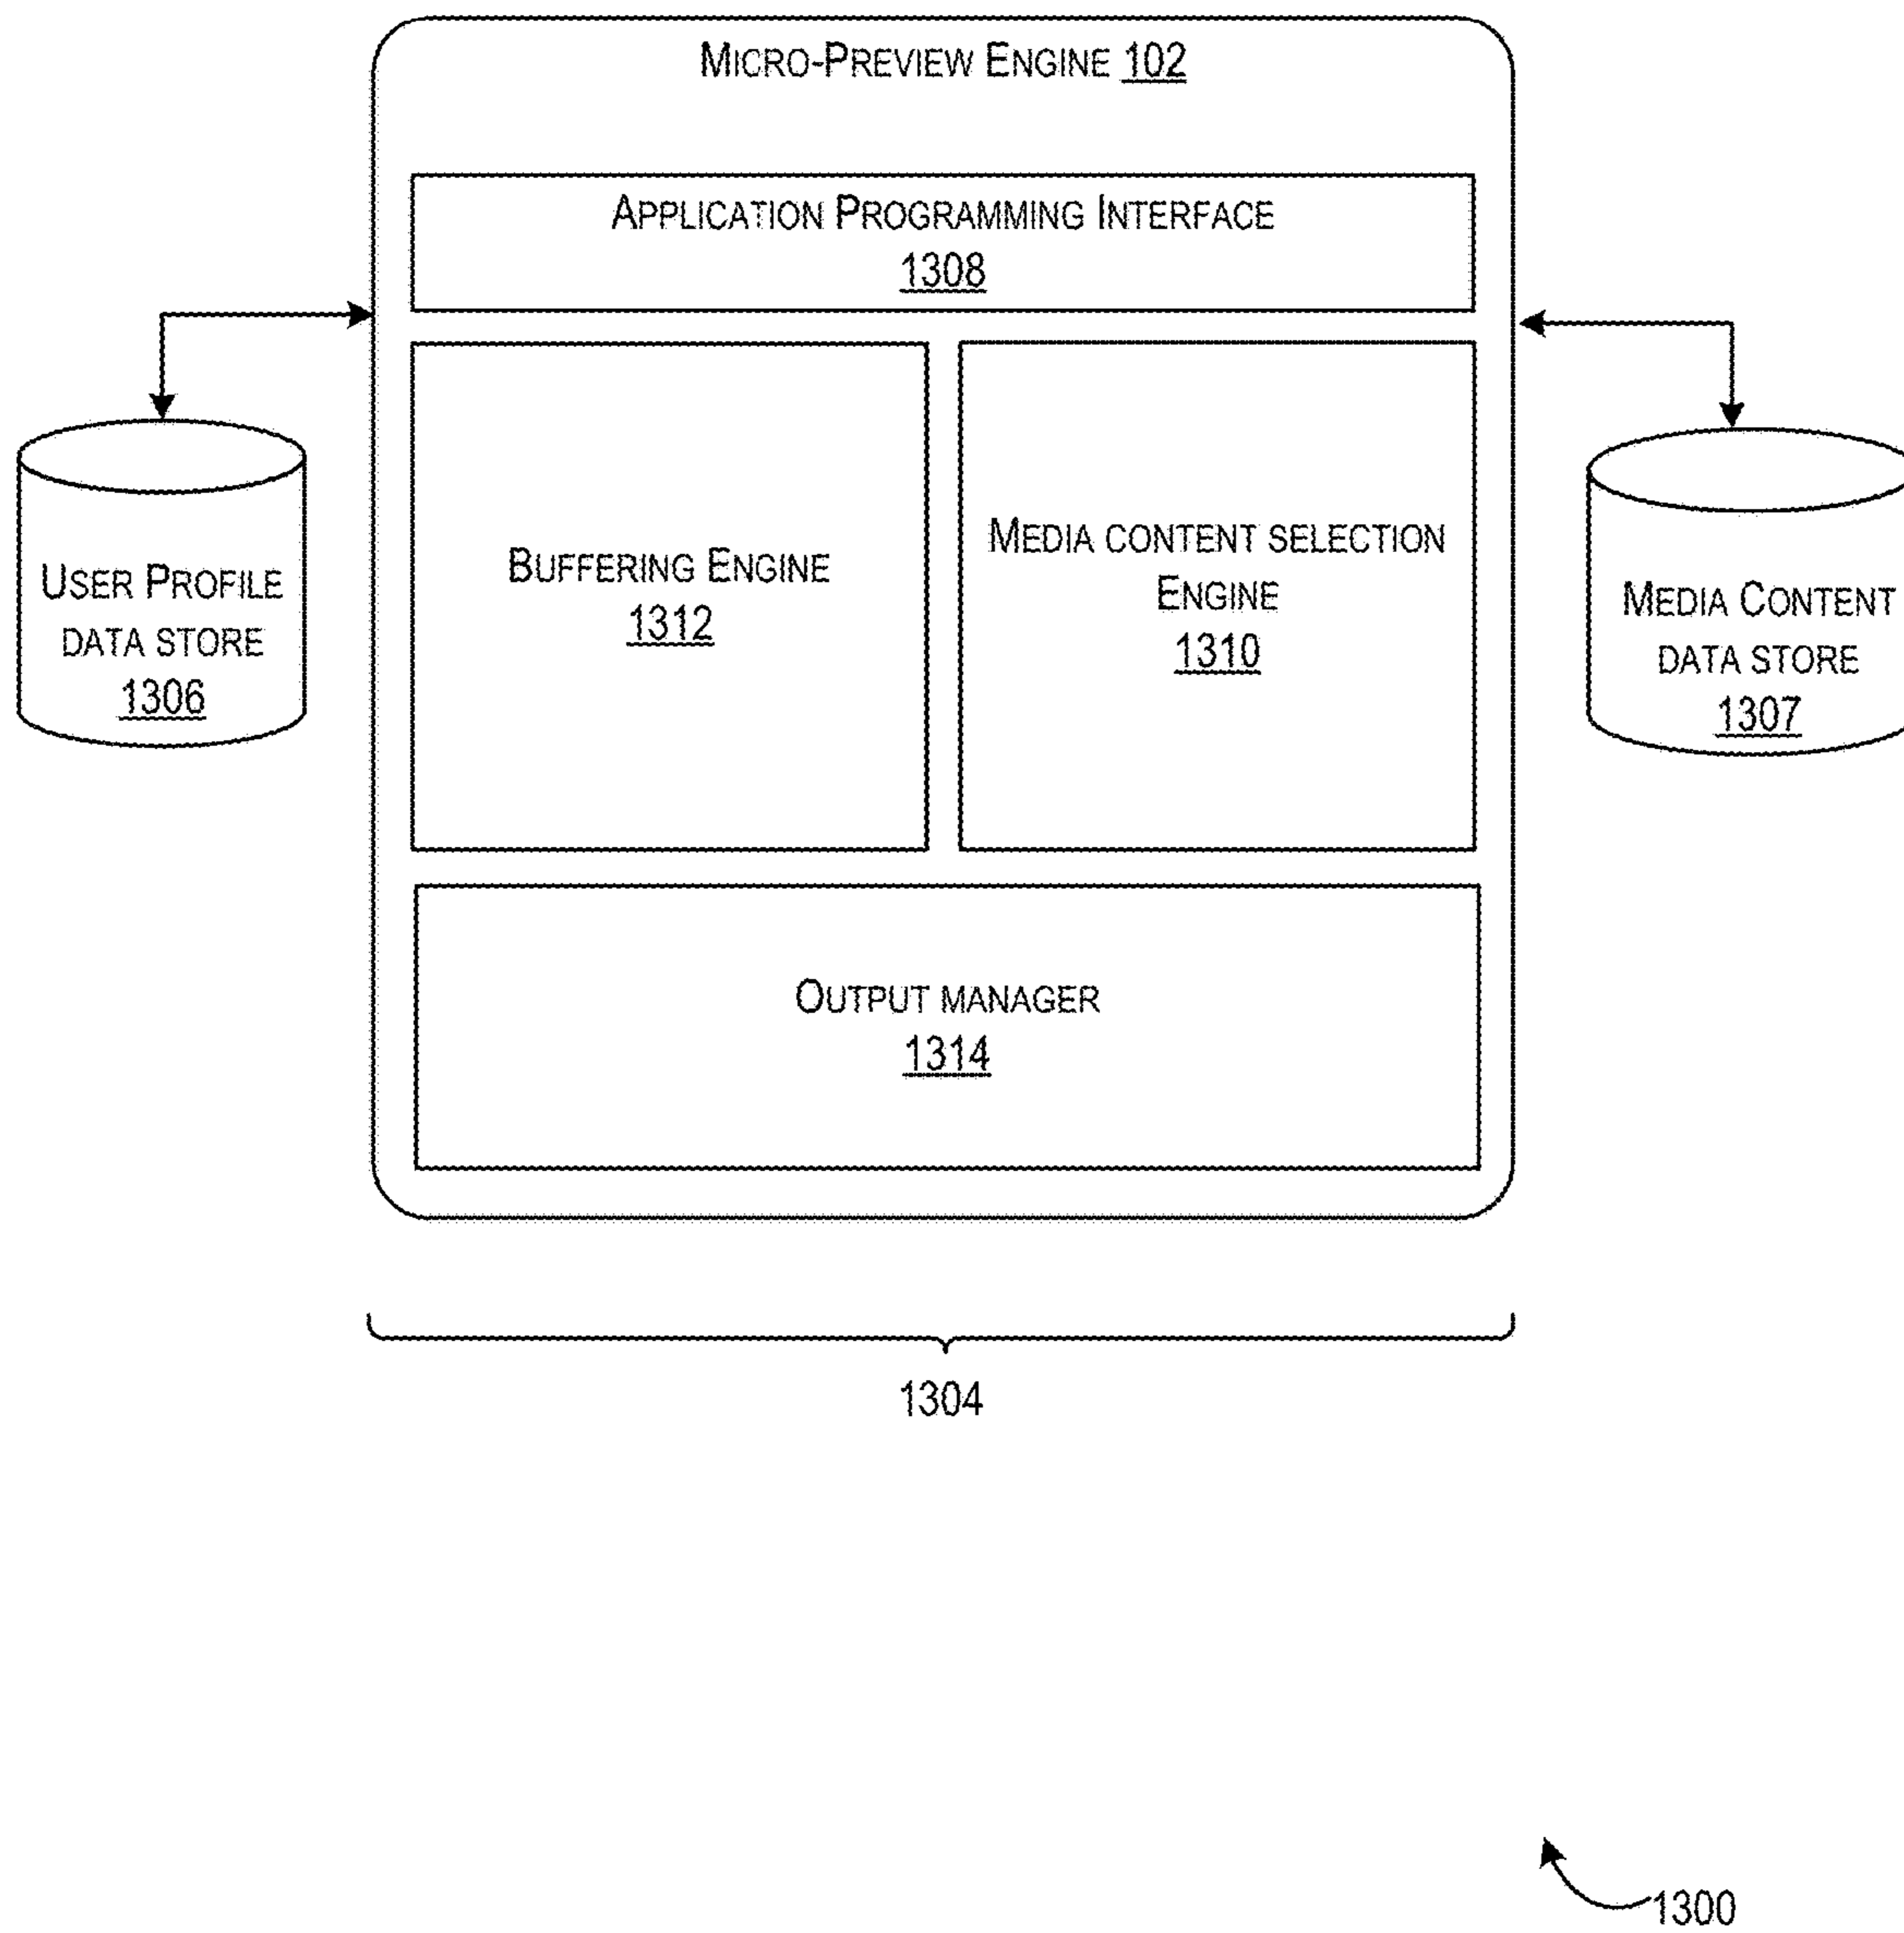 MICRO-PREVIEW ENGINE 102
APPLICATION PROGRAMMING INTERFACE
1308
BUFFERING ENGINE
1312
MEDIA CONTENT SELECTION
ENGINE
1310
USER PROFILE
DATA STORE
1306
MEDIA CONTENT
DATA STORE
1307
OUTPUT MANAGER
1314
1304
1300